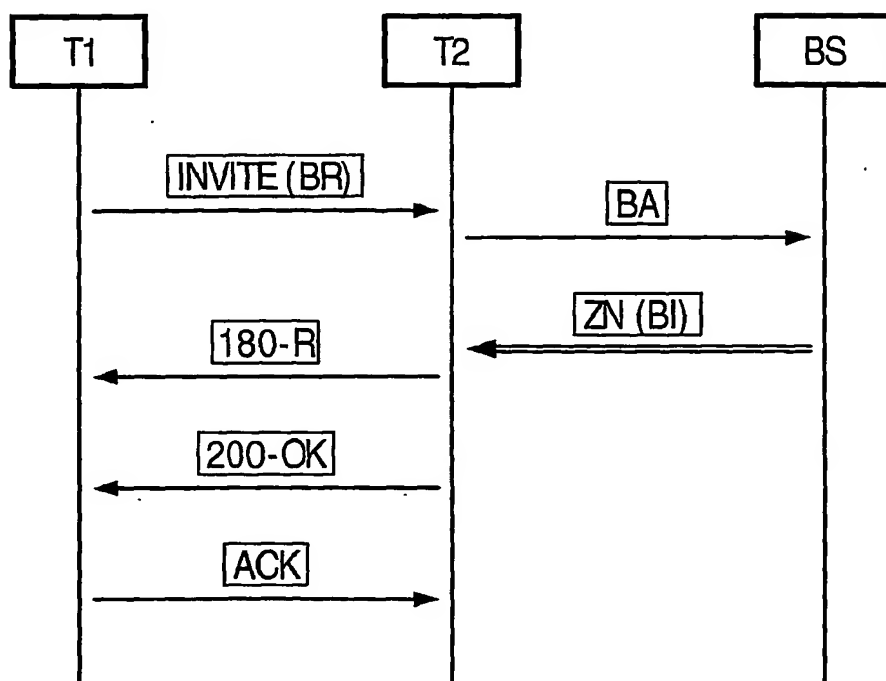 T1
T2
BS
INVITE (BR)
BA
ZN (BI)
180-R
200-OK
ACK